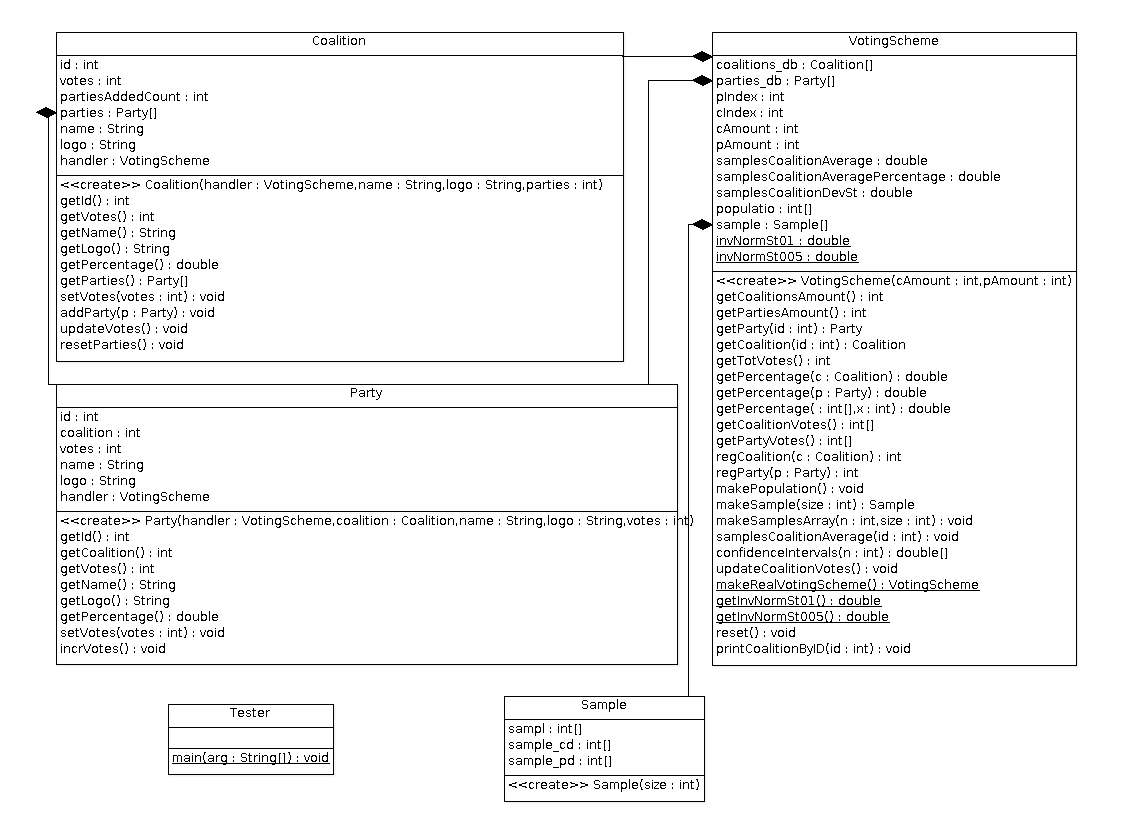 Coalition
id : int
votes : int
partiesAddedCount : int
parties : Party[]
name : String
logo : String
handler : VotingScheme
<<create>> Coalition(handler : VotingScheme,name : String,logo : String,parties : int)
getId() : int
getVotes() : int
getName() : String
getLogo() : String
getPercentage() : double
getParties() : Party[]
setVotes(votes : int) : void
addParty(p : Party) : void
updateVotes() : void
resetParties() : void
VotingScheme
coalitions_db : Coalition[]
parties_db : Party[]
pIndex : int
cIndex : int
cAmount : int
pAmount : int
samplesCoalitionAverage : double
samplesCoalitionAveragePercentage : double
samplesCoalitionDevSt : double
populatio : int[]
sample : Sample[]
invNormSt01 : double
invNormSt005 : double
<<create>> VotingScheme(cAmount : int,pAmount : int)
getCoalitionsAmount() : int
getPartiesAmount() : int
getParty(id : int) : Party
getCoalition(id : int) : Coalition
getTotVotes() : int
getPercentage(c : Coalition) : double
getPercentage(p : Party) : double
getPercentage( : int[],x : int) : double
getCoalitionVotes() : int[]
getPartyVotes() : int[]
regCoalition(c : Coalition) : int
regParty(p : Party) : int
makePopulation() : void
makeSample(size : int) : Sample
makeSamplesArray(n : int,size : int) : void
samplesCoalitionAverage(id : int) : void
confidenceIntervals(n : int) : double[]
updateCoalitionVotes() : void
makeRealVotingScheme() : VotingScheme
getInvNormSt01() : double
getInvNormSt005() : double
reset() : void
printCoalitionByID(id : int) : void
Party
id : int
coalition : int
votes : int
name : String
logo : String
handler : VotingScheme
<<create>> Party(handler : VotingScheme,coalition : Coalition,name : String,logo : String,votes : int)
getId() : int
getCoalition() : int
getVotes() : int
getName() : String
getLogo() : String
getPercentage() : double
setVotes(votes : int) : void
incrVotes() : void
Tester
main(arg : String[]) : void
Sample
sampl : int[]
sample_cd : int[]
sample_pd : int[]
<<create>> Sample(size : int)